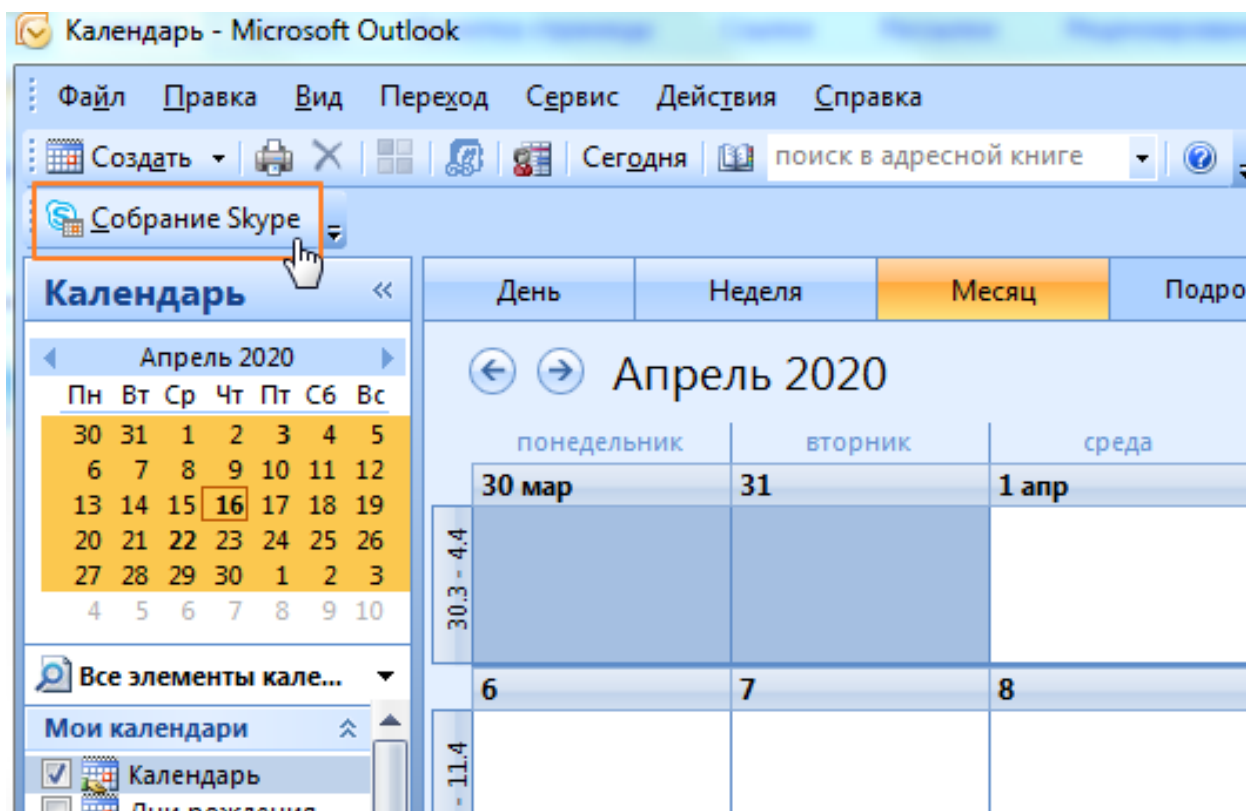 Календарь - Microsoft Outlook
Файл Правка Вид Переход Сервис Действия Справка
Создать Сегодня поиск в адресной книге
Собрание Skype
Календарь «
День Неделя Месяц Подро
Апрель 2020
Пн Вт Ср Чт Пт Сб Вс
30 31 1 2 3 4 5
6 7 8 9 10 11 12
13 14 15 16 17 18 19
20 21 22 23 24 25 26
27 28 29 30 1 2 3
4 5 6 7 8 9 10
Все элементы кале...
Мои календари
Календарь
Дни рождения
Апрель 2020
понедельник вторник среда
30 мар 31 1 апр
30.3 - 4.4
6 7 8
- 11.4